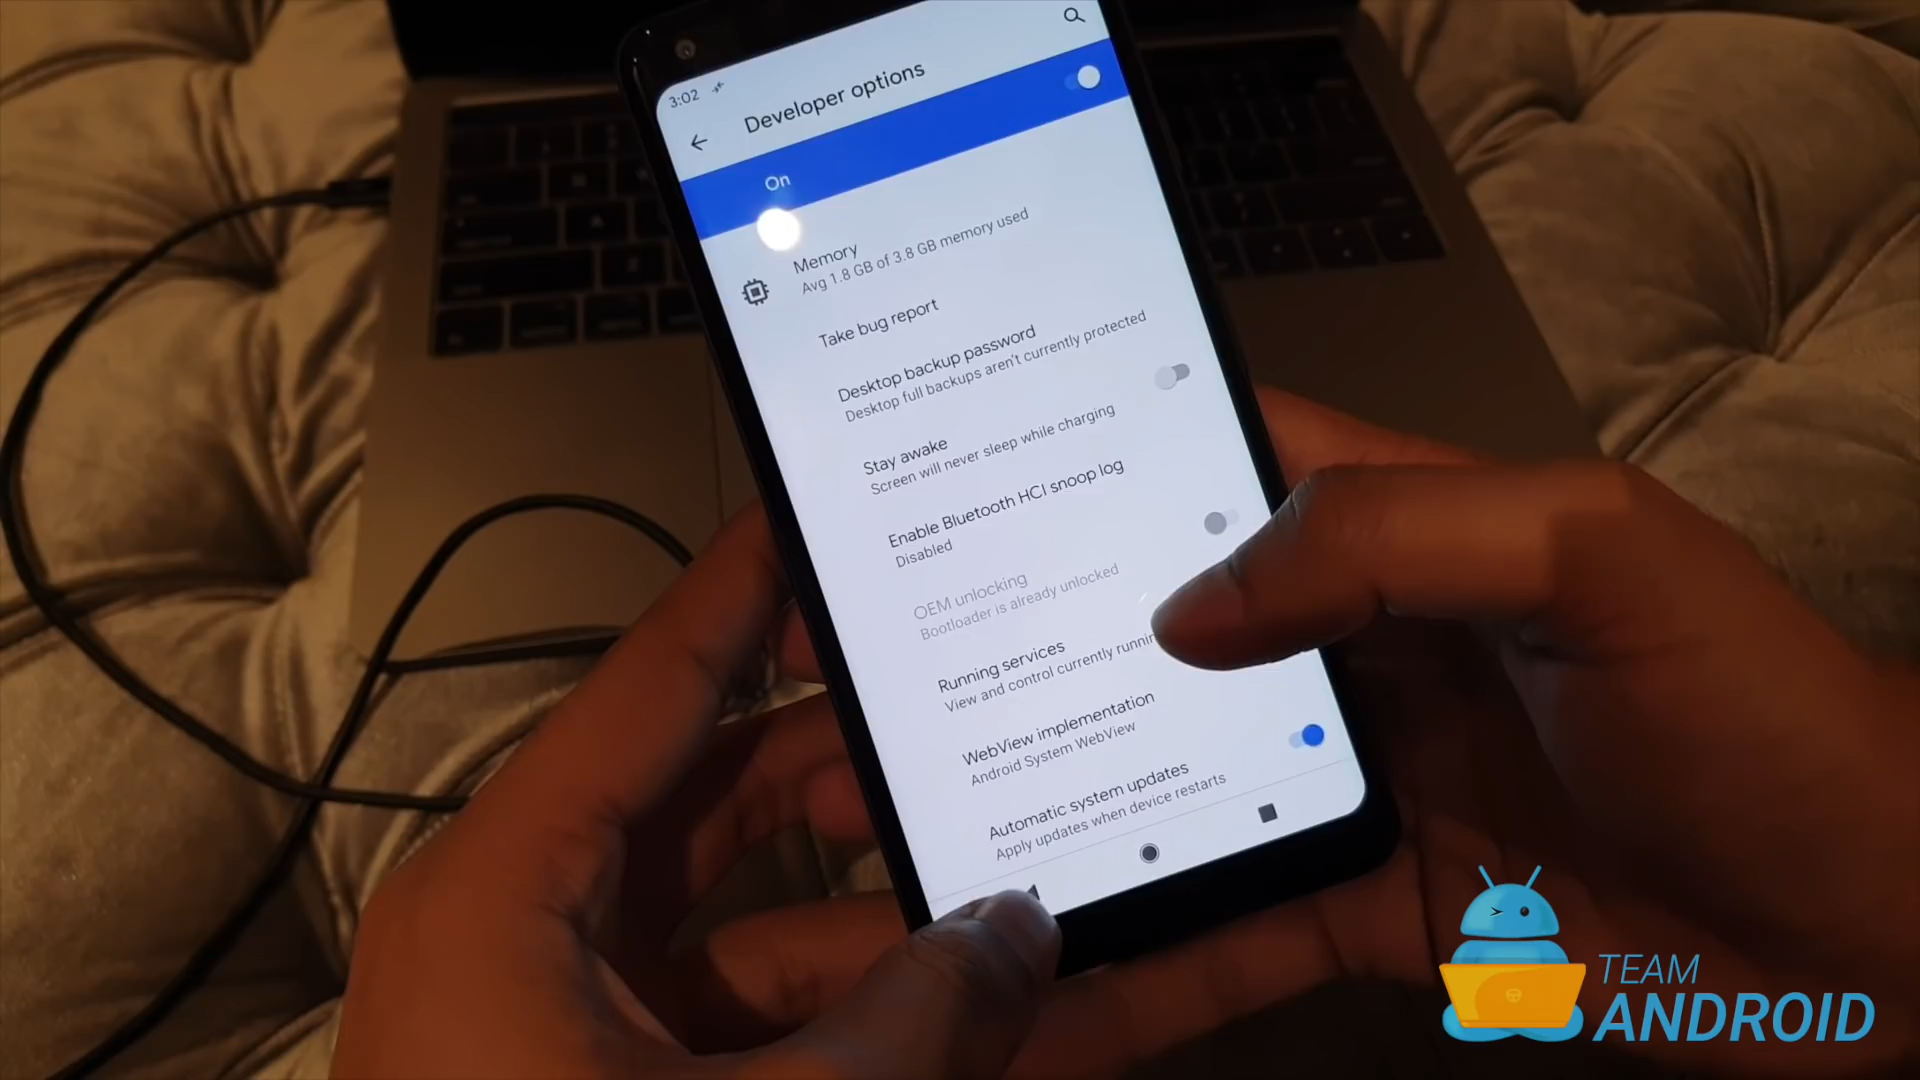 3:02
Developer options
On
Memory
Avg 1.8 GB of 3.8 GB memory used
Take bug report
Desktop backup password
Desktop full backups aren't currently protected
Stay awake
Screen will never sleep while charging
Enable Bluetooth HCI snoop log
Disabled
OEM unlocking
Bootloader is already unlocked
Running services
View and control currently
WebView implementation
Android System WebView
Automatic system updates
Apply updates when device restarts
TEAM
ANDROID